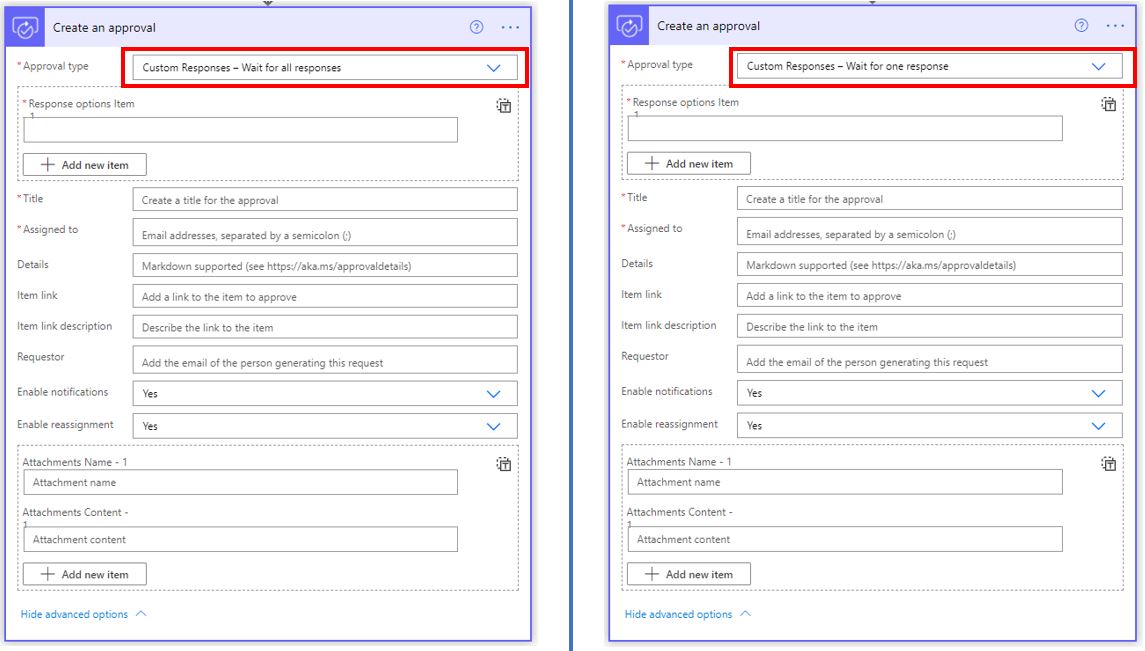 Create an approval
* Approval type
Custom Responses – Wait for all responses
* Response options Item
1
Add new item
* Title
Create a title for the approval
* Assigned to
Email addresses, separated by a semicolon (;)
Details
Markdown supported (see https://aka.ms/approvaldetails)
Item link
Add a link to the item to approve
Item link description
Describe the link to the item
Requestor
Add the email of the person generating this request
Enable notifications
Yes
Enable reassignment
Yes
Attachments Name - 1
Attachment name
Attachments Content -
1
Attachment content
Add new item
Hide advanced options
Create an approval
* Approval type
Custom Responses – Wait for one response
* Response options Item
1
Add new item
* Title
Create a title for the approval
* Assigned to
Email addresses, separated by a semicolon (;)
Details
Markdown supported (see https://aka.ms/approvaldetails)
Item link
Add a link to the item to approve
Item link description
Describe the link to the item
Requestor
Add the email of the person generating this request
Enable notifications
Yes
Enable reassignment
Yes
Attachments Name - 1
Attachment name
Attachments Content -
1
Attachment content
Add new item
Hide advanced options